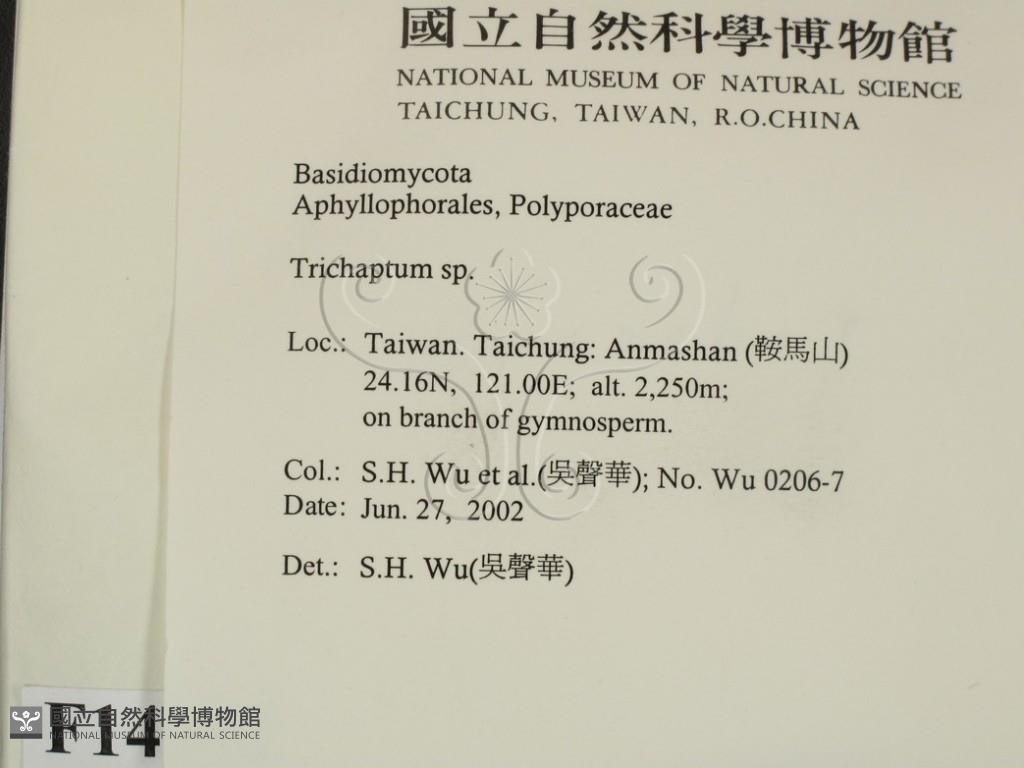 國立自然科學博物館
NATIONAL MUSEUM OF NATURAL SCIENCE
TAICHUNG, TAIWAN, R.O.CHINA
Basidiomycota
Aphyllophorales, Polyporaceae
Trichaptum sp.
Loc.: Taiwan. Taichung: Anmashan (鞍馬山)
24.16N, 121.00E; alt. 2,250m;
on branch of gymnosperm.
Col.: S.H. Wu et al.(吳聲華); No. Wu 0206-7
Date: Jun. 27, 2002
Det.: S.H. Wu(吳聲華)
F14
國立自然科學博物館
NATIONAL MUSEUM OF NATURAL SCIENCE